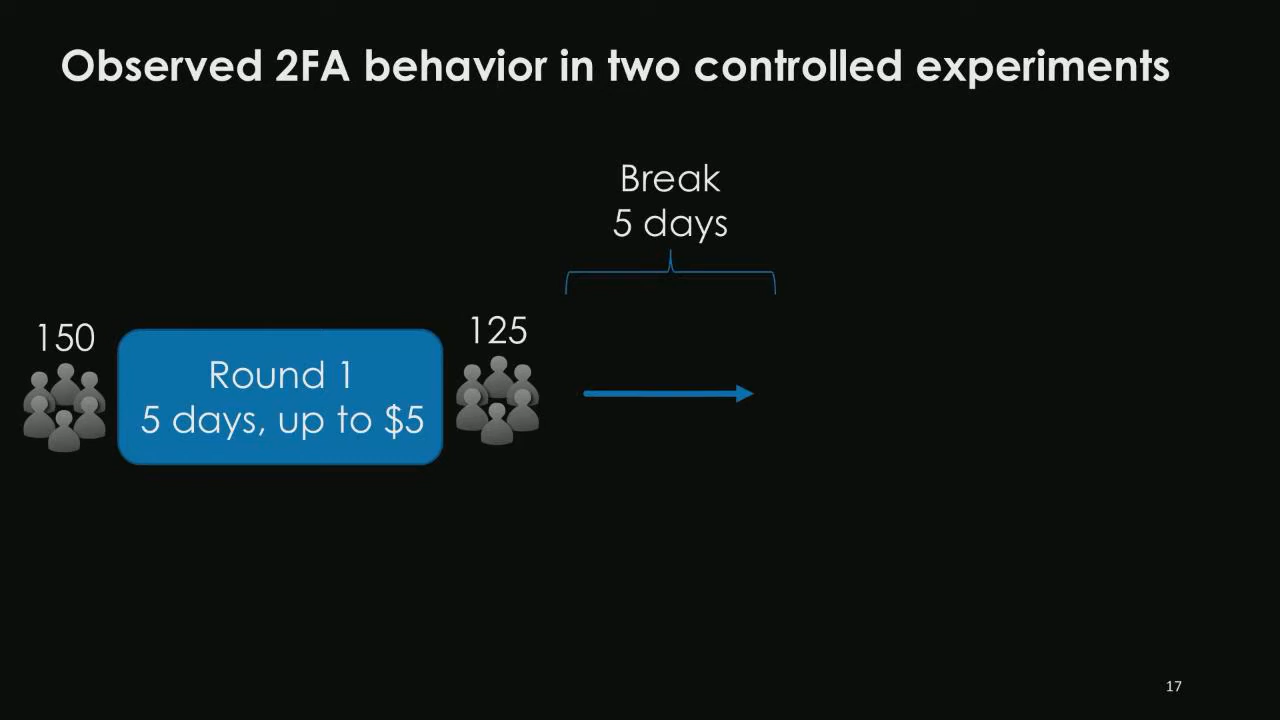 Observed 2FA behavior in two controlled experiments
Break
5 days
150
Round 1
5 days, up to $5
125
17